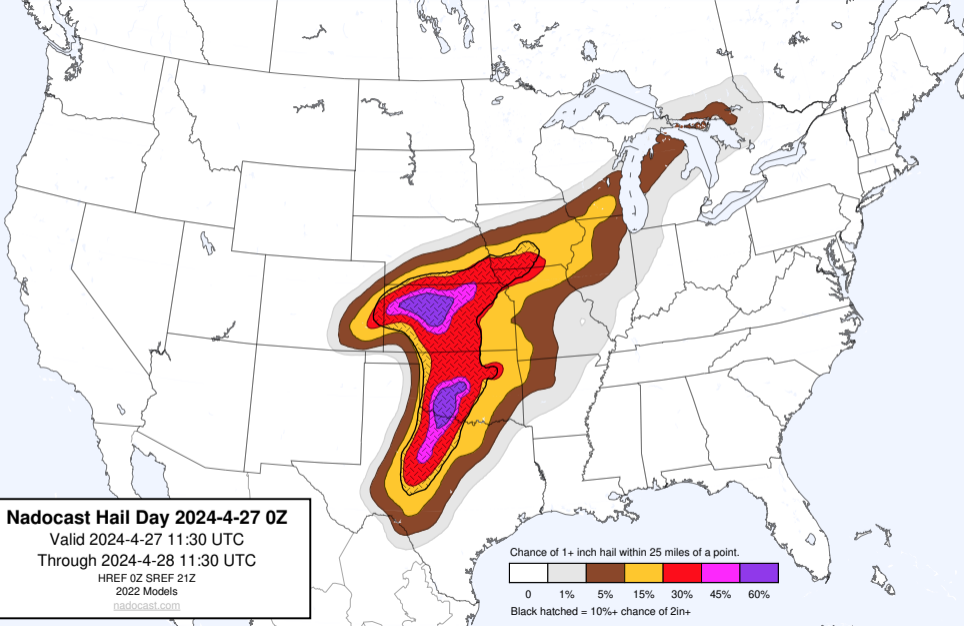 Nadocast Hail Day 2024-4-27 0Z
Valid 2024-4-27 11:30 UTC
Through 2024-4-28 11:30 UTC
HREF 0Z SREF 21Z
2022 Models
nadocast.com
Chance of 1+ inch hail within 25 miles of a point.
0 1% 5% 15% 30% 45% 60%
Black hatched = 10%+ chance of 2in+